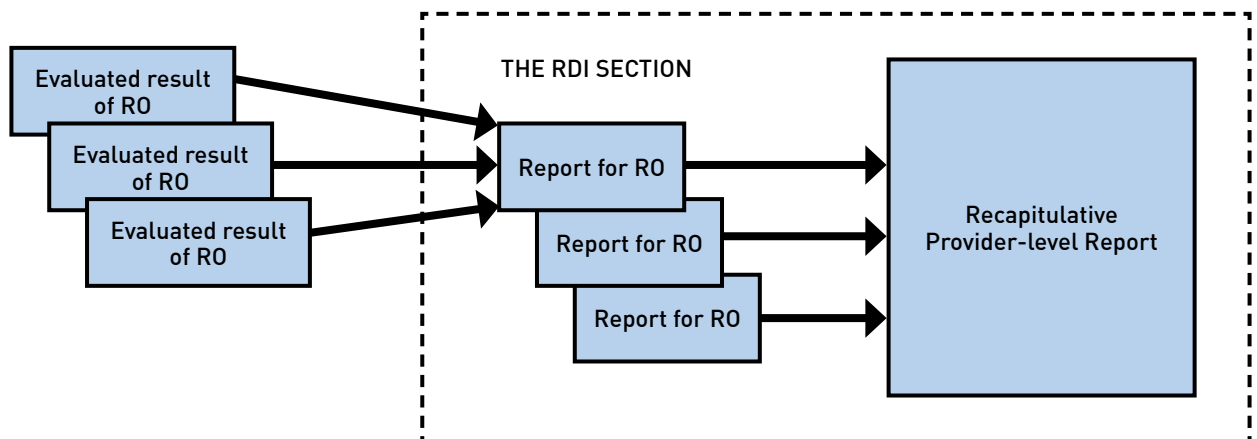 Evaluated result
of RO
Evaluated result
of RO
Evaluated result
of RO
THE RDI SECTION
Report for RO
Report for RO
Report for RO
Recapitulative
Provider-level Report